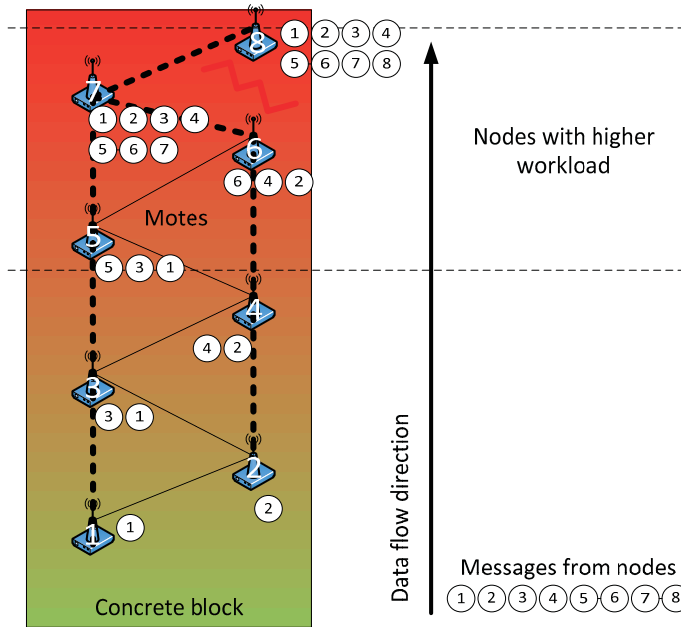 8
1 2 3 4
5 6 7 8
7
1 2 3 4
5 6 7
6
6 4 2
Nodes with higher
workload
Motes
5
5 3 1
4
4 2
3
3 1
2
2
1
1
Data flow direction
Messages from nodes
1 2 3 4 5 6 7 8
Concrete block